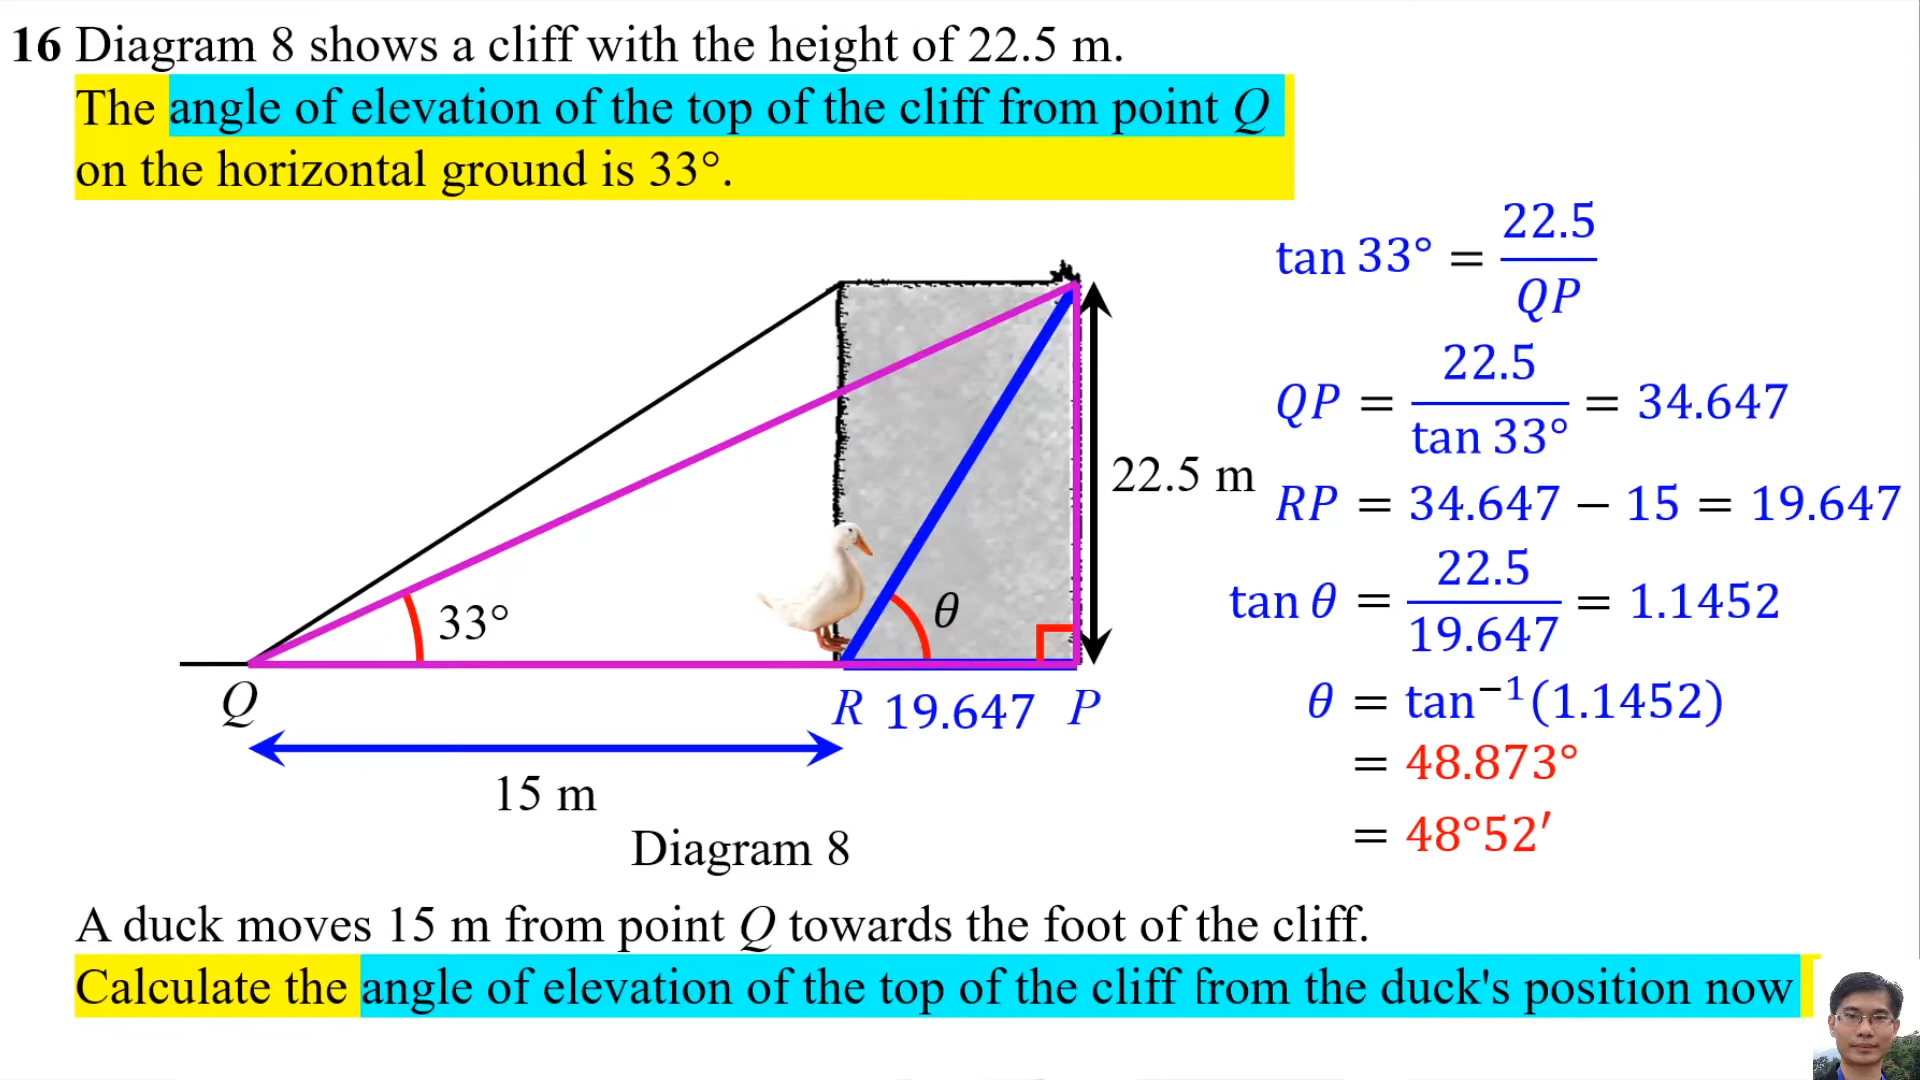 16 Diagram 8 shows a cliff with the height of 22.5 m.
The angle of elevation of the top of the cliff from point Q
on the horizontal ground is 33°.
tan 33° = 22.5/QP
QP = 22.5/tan 33° = 34.647
22.5 m
RP = 34.647 − 15 = 19.647
tan θ = 22.5/19.647 = 1.1452
33°
θ
Q
R 19.647 P
θ = tan⁻¹(1.1452)
= 48.873°
15 m
= 48°52′
Diagram 8
A duck moves 15 m from point Q towards the foot of the cliff.
Calculate the angle of elevation of the top of the cliff from the duck's position now